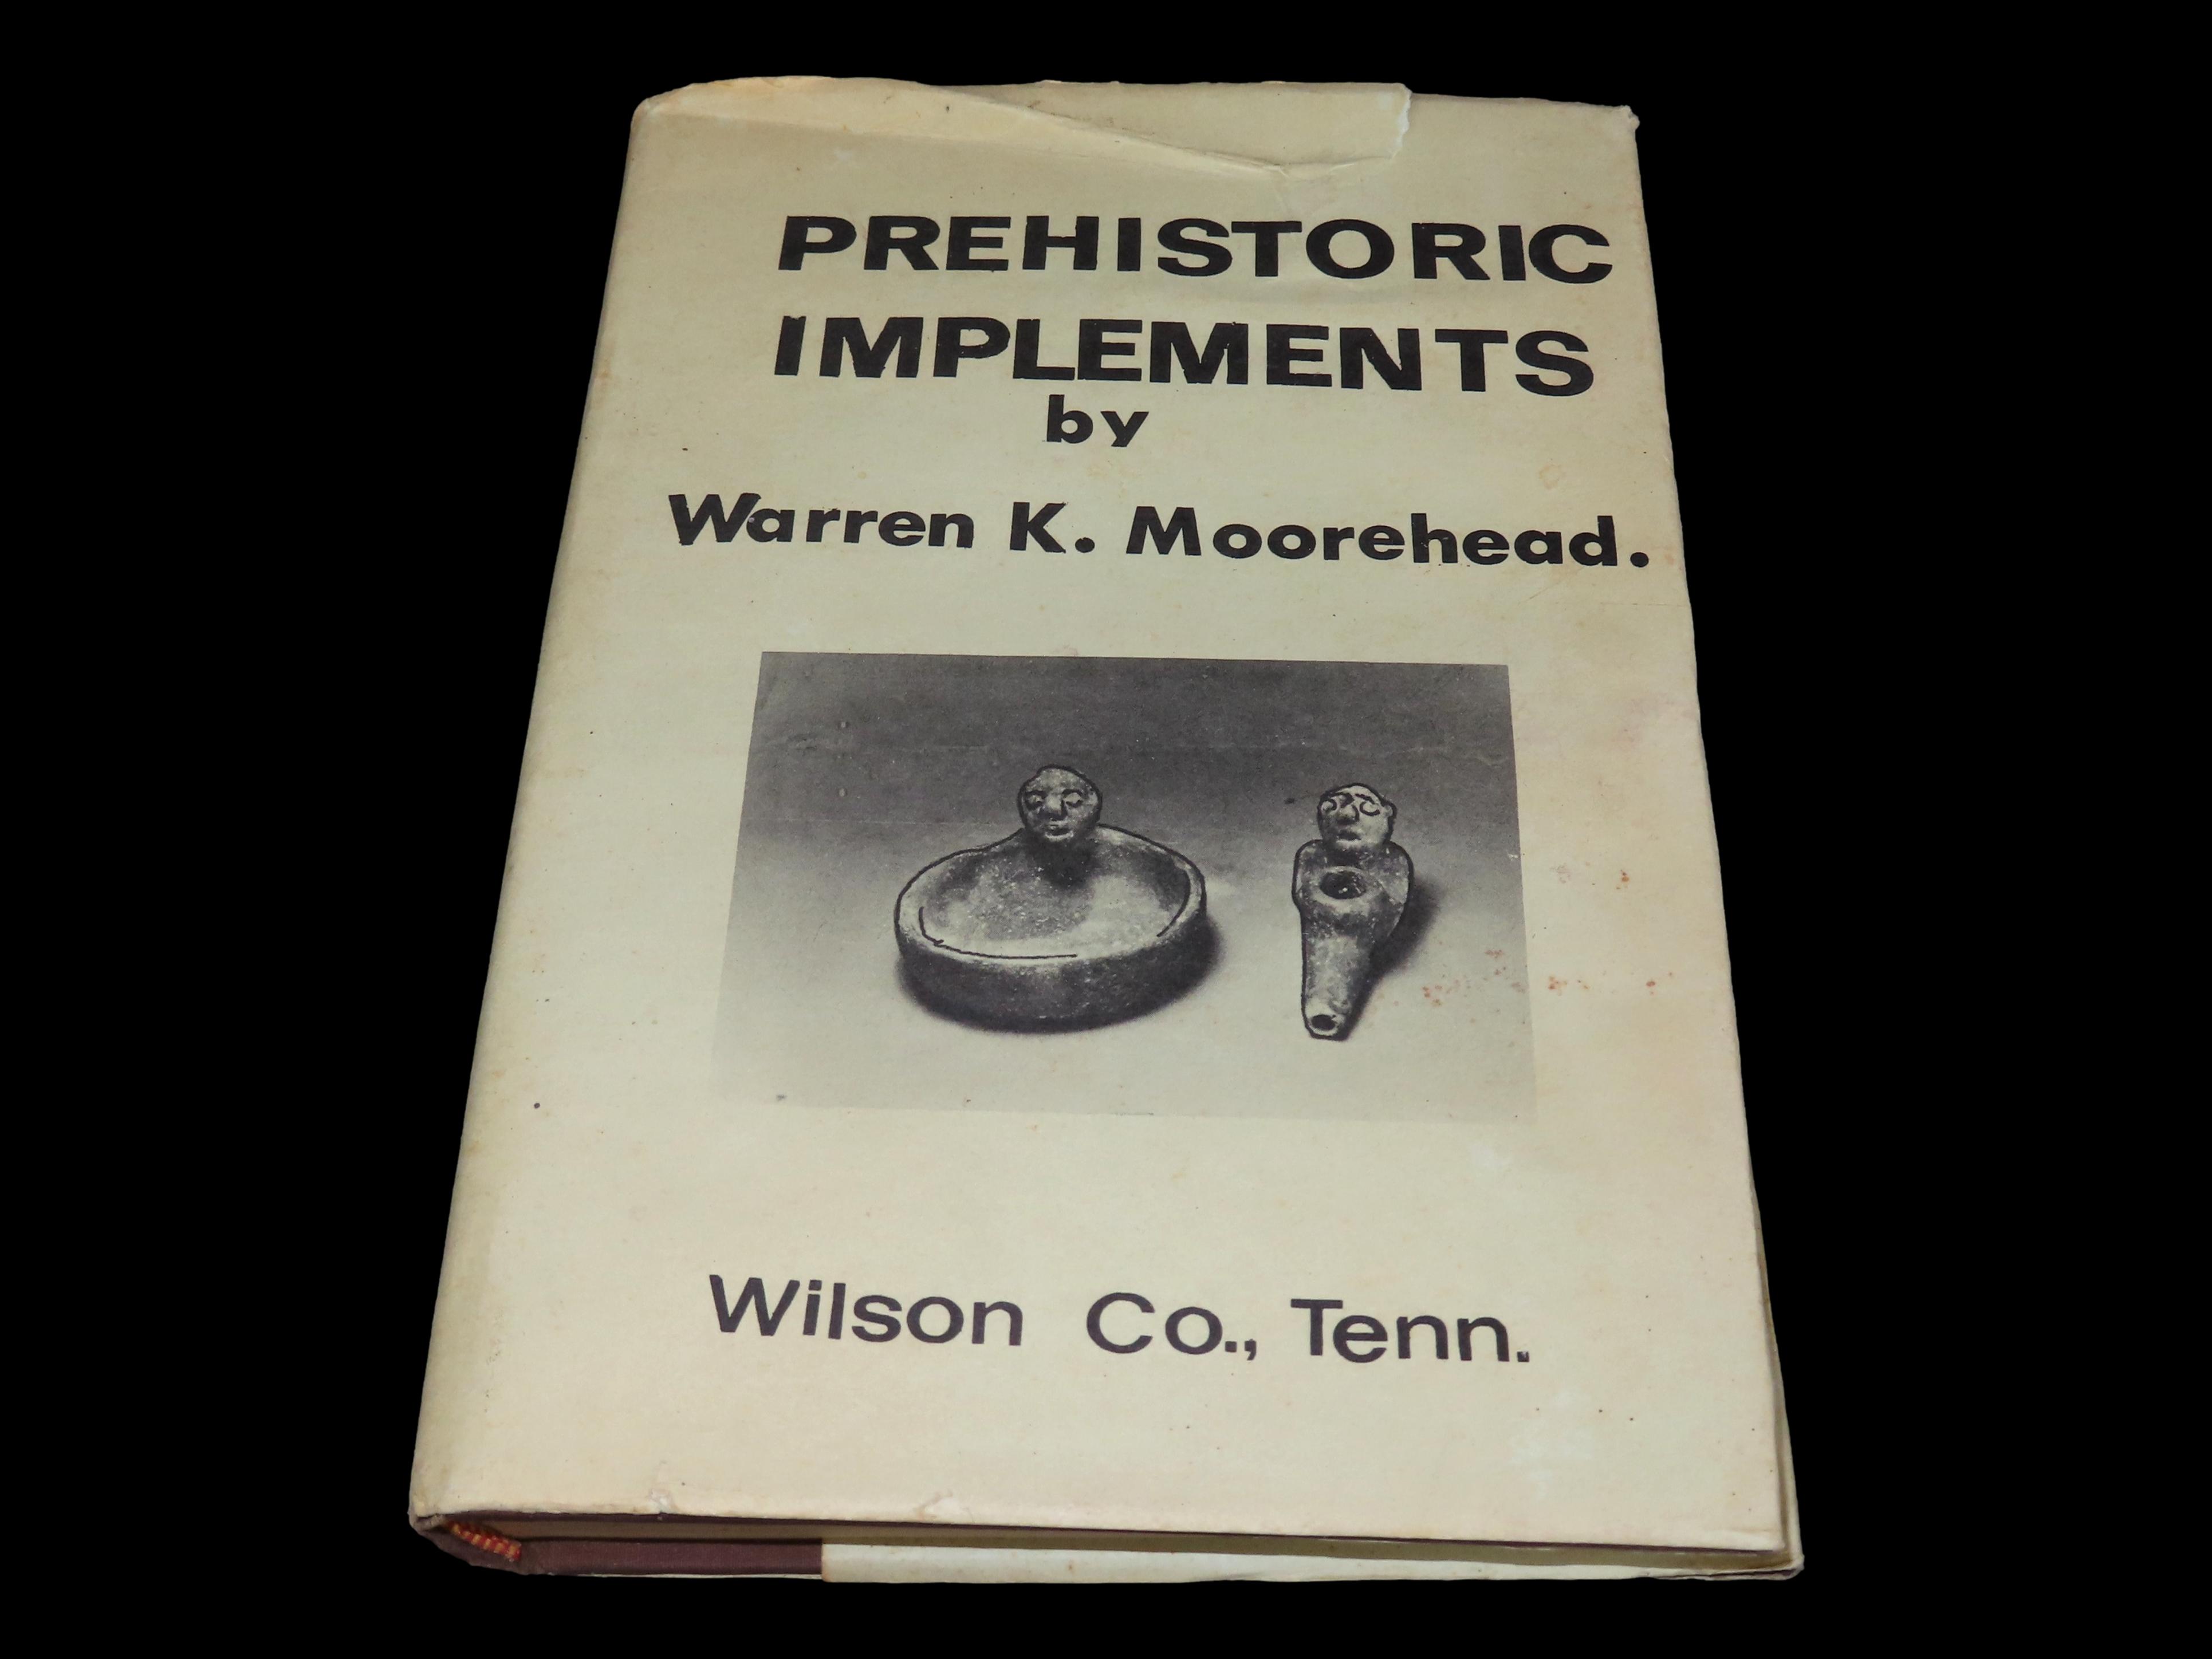 PREHISTORIC
IMPLEMENTS
by
Warren K. Moorehead.
Wilson Co., Tenn.